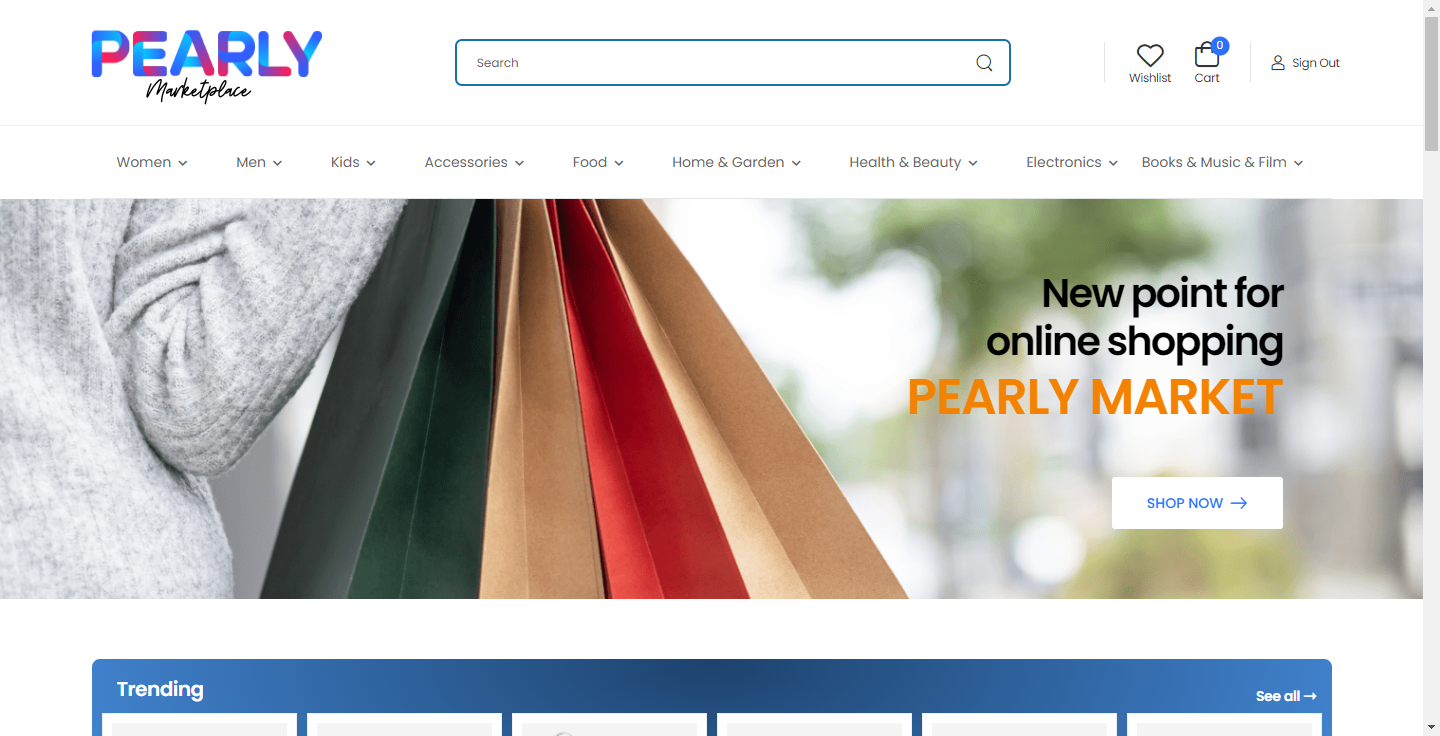 PEARLY
Marketplace
Search
Wishlist
0
Cart
Sign Out
Women
Men
Kids
Accessories
Food
Home & Garden
Health & Beauty
Electronics
Books & Music & Film
New point for
online shopping
PEARLY MARKET
SHOP NOW →
Trending
See all →